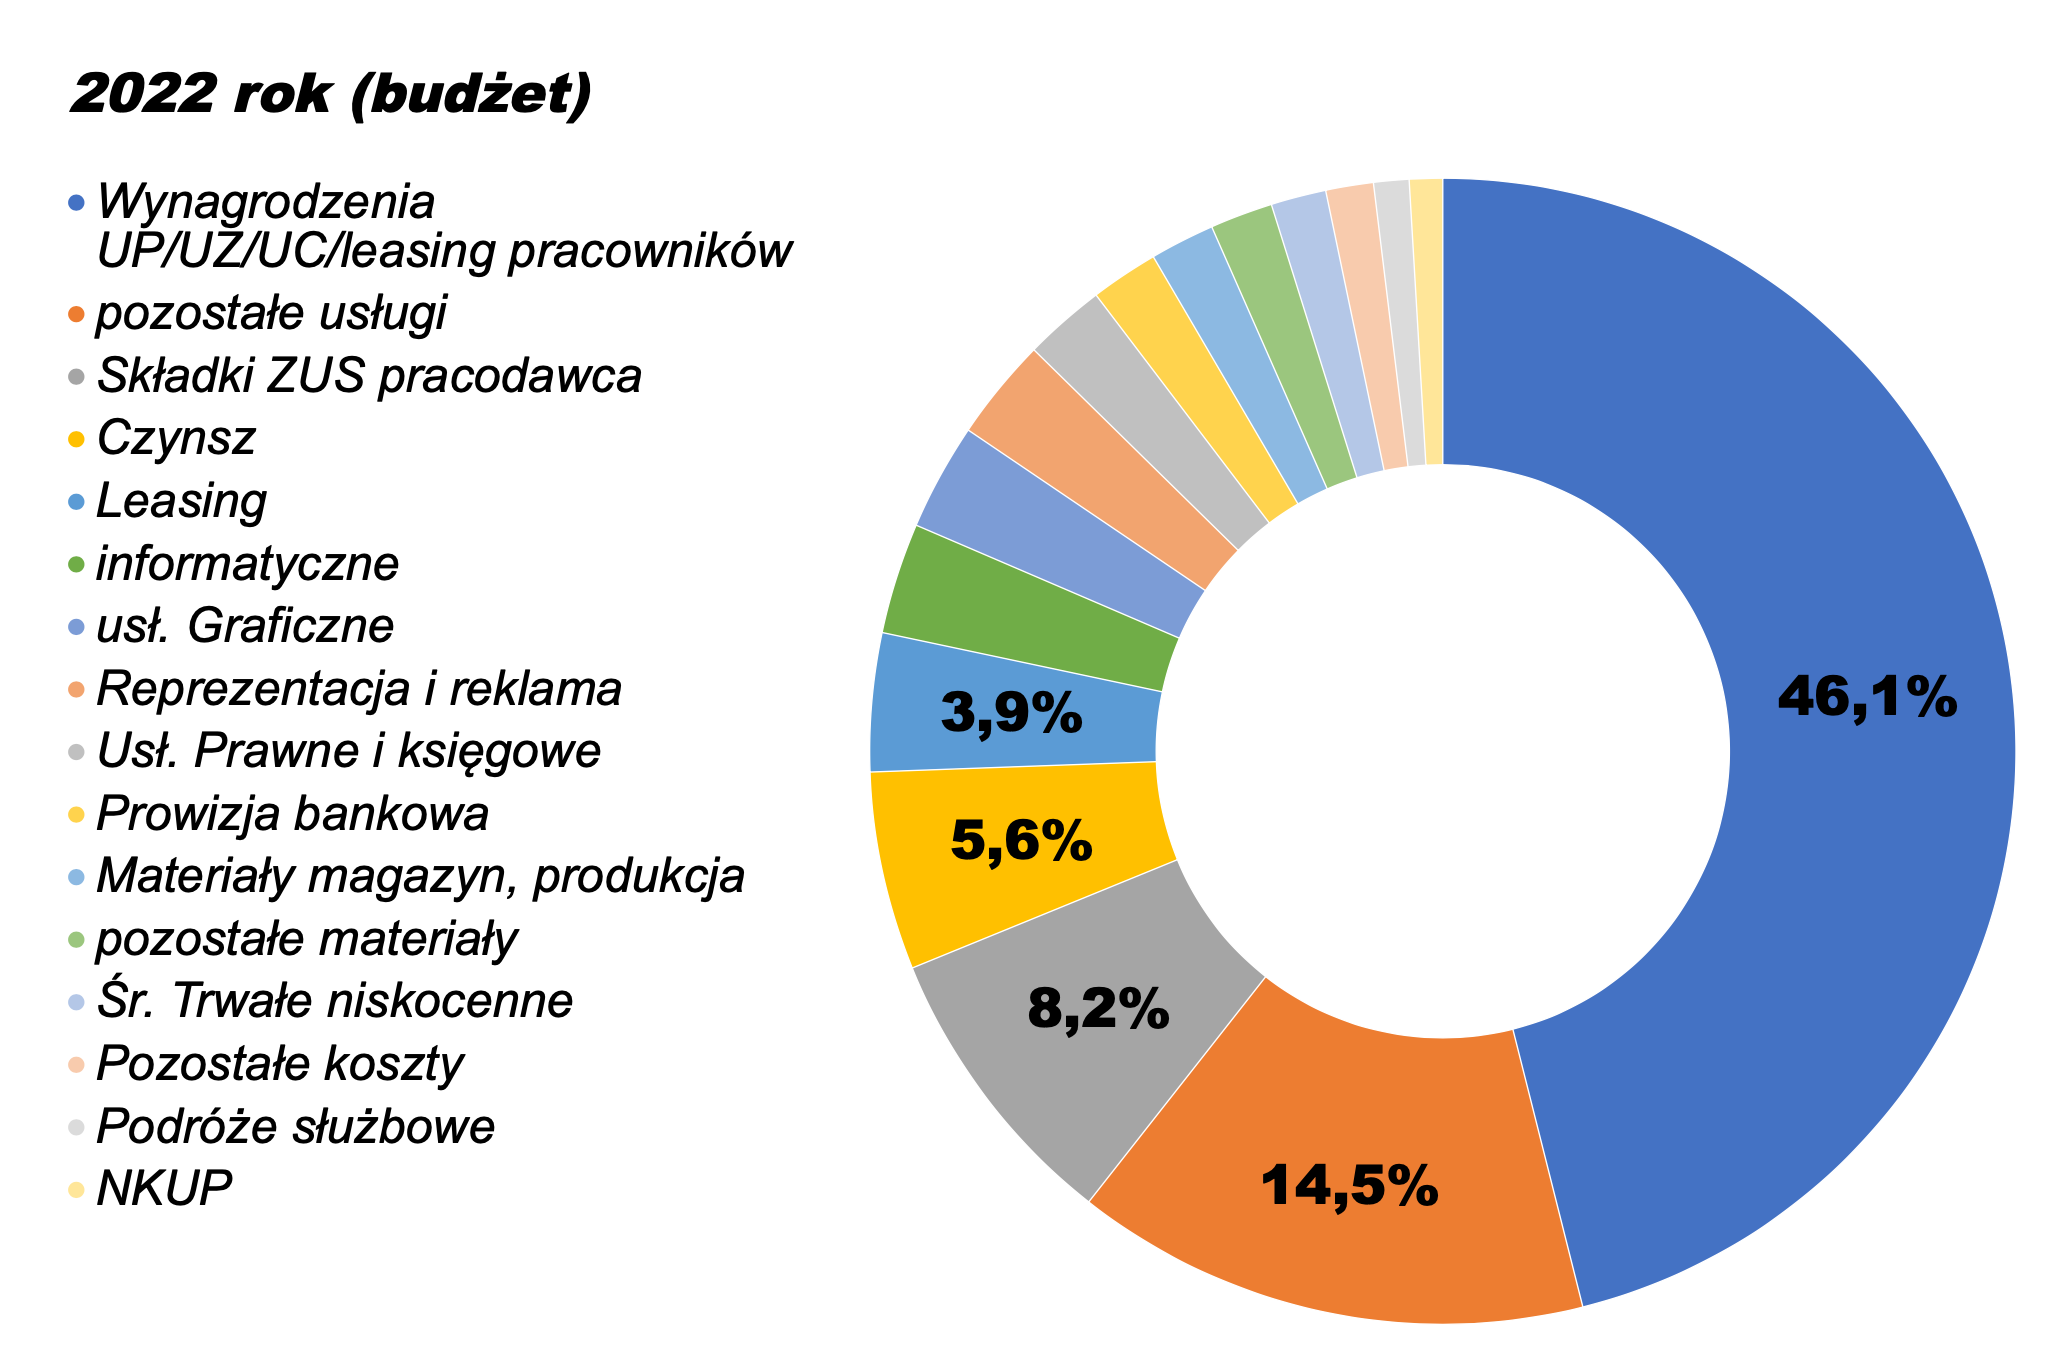 2022 rok (budżet)
Wynagrodzenia
UP/UZ/UC/leasing pracowników
pozostałe usługi
Składki ZUS pracodawca
Czynsz
Leasing
informatyczne
usł. Graficzne
Reprezentacja i reklama
Usł. Prawne i księgowe
Prowizja bankowa
Materiały magazyn, produkcja
pozostałe materiały
Śr. Trwałe niskocenne
Pozostałe koszty
Podróże służbowe
NKUP
46,1%
14,5%
8,2%
5,6%
3,9%